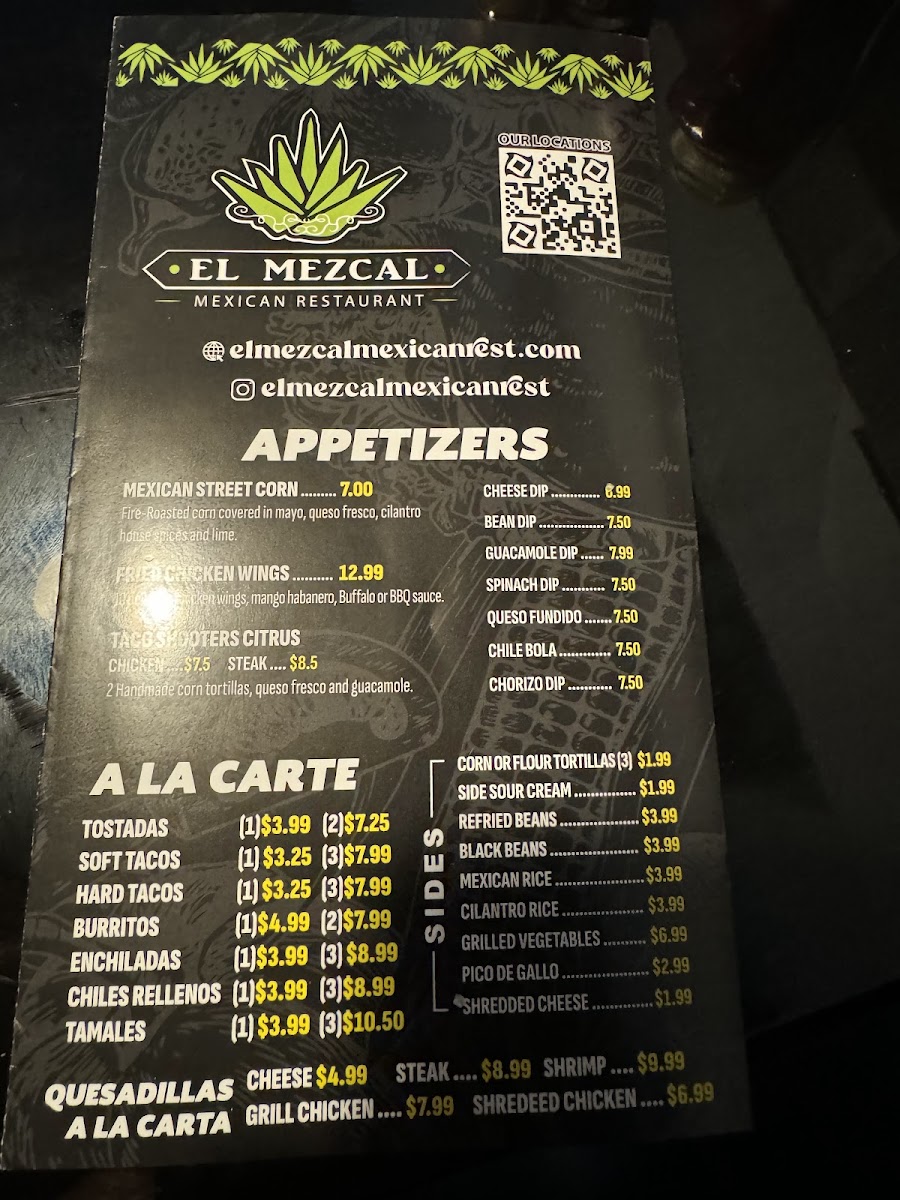 OUR LOCATIONS
• EL MEZCAL •
MEXICAN RESTAURANT
elmezcalmexicanrest.com
elmezcalmexicanrest
APPETIZERS
MEXICAN STREET CORN ......... 7.00
Fire-Roasted corn covered in mayo, queso fresco, cilantro
house spices and lime.
FRIED CHICKEN WINGS .......... 12.99
chicken wings, mango habanero, Buffalo or BBQ sauce.
TACO SHOOTERS CITRUS
CHICKEN ....$7.5 STEAK .... $8.5
2 Handmade corn tortillas, queso fresco and guacamole.
CHEESE DIP ............. 6.99
BEAN DIP ................. 7.50
GUACAMOLE DIP ...... 7.99
SPINACH DIP ........... 7.50
QUESO FUNDIDO .......7.50
CHILE BOLA ............. 7.50
CHORIZO DIP ........... 7.50
A LA CARTE
TOSTADAS (1)$3.99 (2)$7.25
SOFT TACOS (1) $3.25 (3)$7.99
HARD TACOS (1) $3.25 (3)$7.99
BURRITOS (1)$4.99 (2)$7.99
ENCHILADAS (1)$3.99 (3) $8.99
CHILES RELLENOS (1)$3.99 (3)$8.99
TAMALES (1) $3.99 (3)$10.50
SIDES
CORN OR FLOUR TORTILLAS (3) $1.99
SIDE SOUR CREAM ............... $1.99
REFRIED BEANS ....................$3.99
BLACK BEANS ...................... $3.99
MEXICAN RICE ......................$3.99
CILANTRO RICE .................... $3.99
GRILLED VEGETABLES .......... $6.99
PICO DE GALLO .................... $2.99
SHREDDED CHEESE ..............$1.99
QUESADILLAS
A LA CARTA
CHEESE $4.99 STEAK .... $8.99 SHRIMP .... $9.99
GRILL CHICKEN .... $7.99 SHREDEED CHICKEN .... $6.99